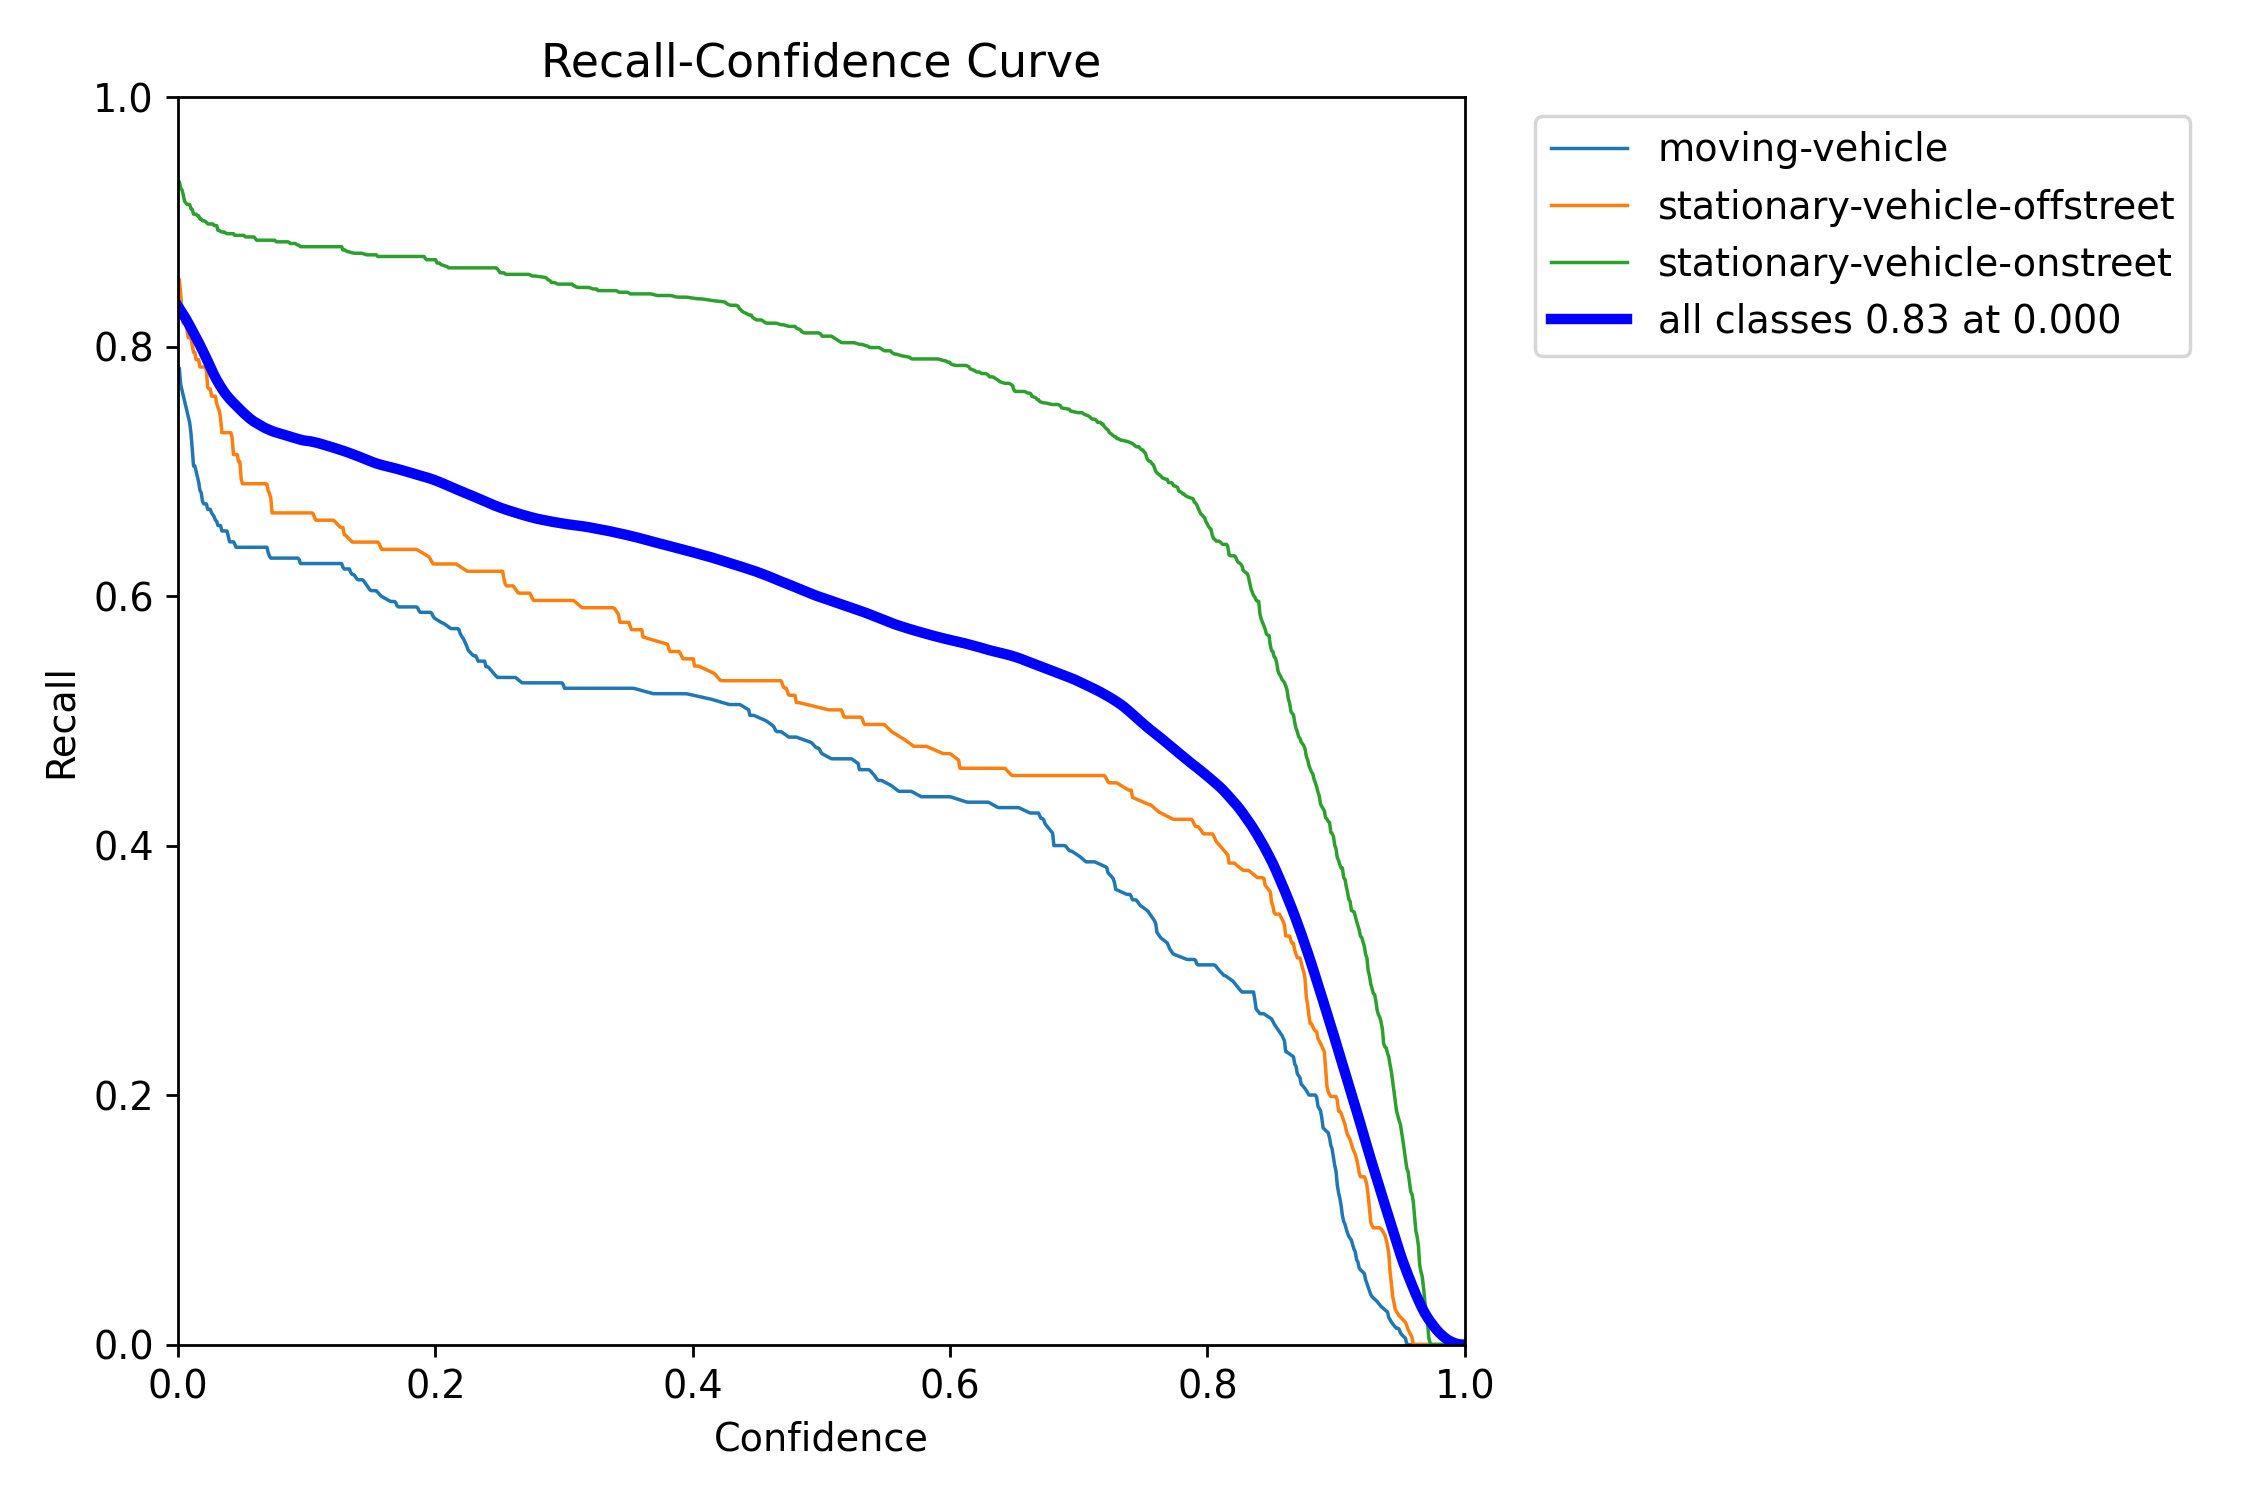 Recall-Confidence Curve
1.0
0.8
0.6
0.4
0.2
0.0
Recall
0.0 0.2 0.4 0.6 0.8 1.0
Confidence
moving-vehicle
stationary-vehicle-offstreet
stationary-vehicle-onstreet
all classes 0.83 at 0.000